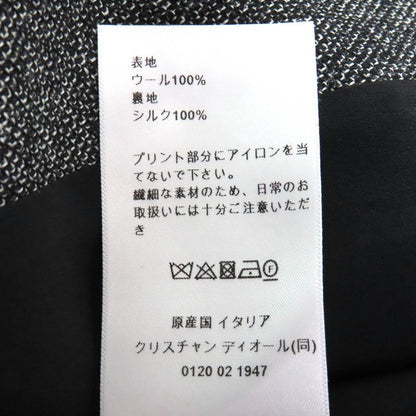 表地
ウール100%
裏地
シルク100%
プリント部分にアイロンを当
てないで下さい。
繊細な素材のため、日常のお
取扱いには十分ご注意いただ
き
原産国 イタリア
クリスチャン ディオール(同)
0120 02 1947